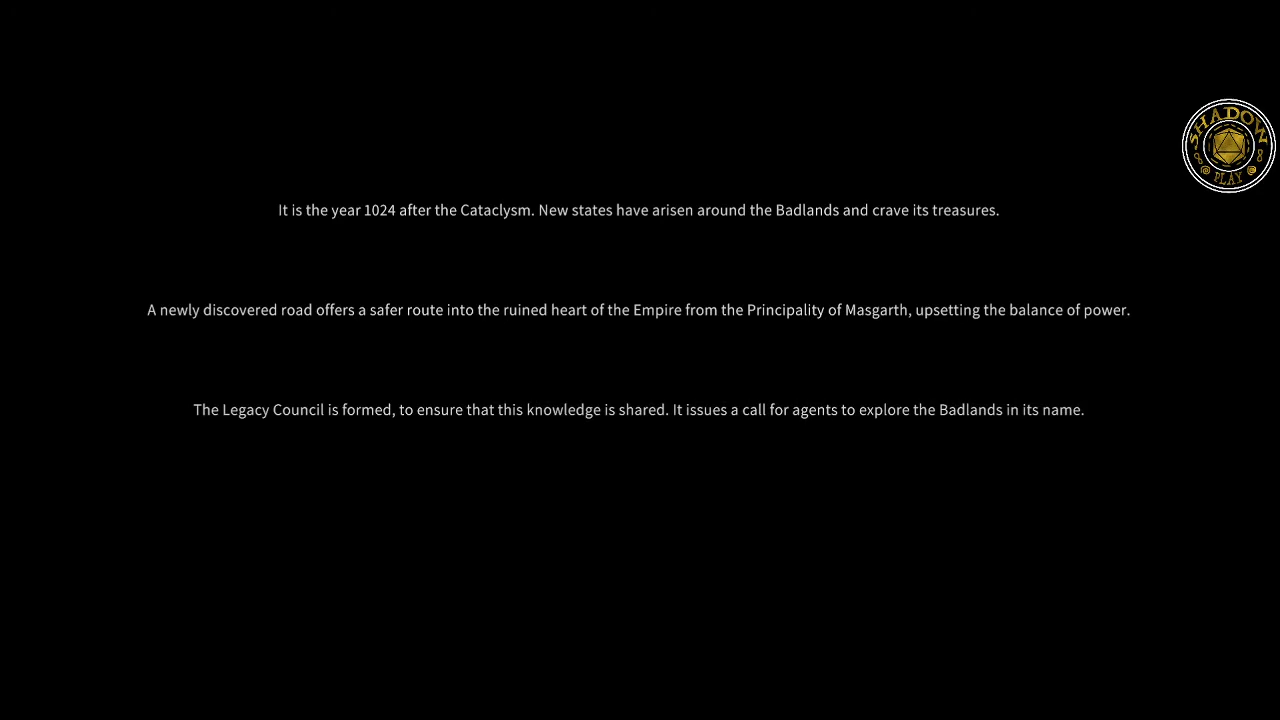 SHADOW
PLAY
It is the year 1024 after the Cataclysm. New states have arisen around the Badlands and crave its treasures.
A newly discovered road offers a safer route into the ruined heart of the Empire from the Principality of Masgarth, upsetting the balance of power.
The Legacy Council is formed, to ensure that this knowledge is shared. It issues a call for agents to explore the Badlands in its name.